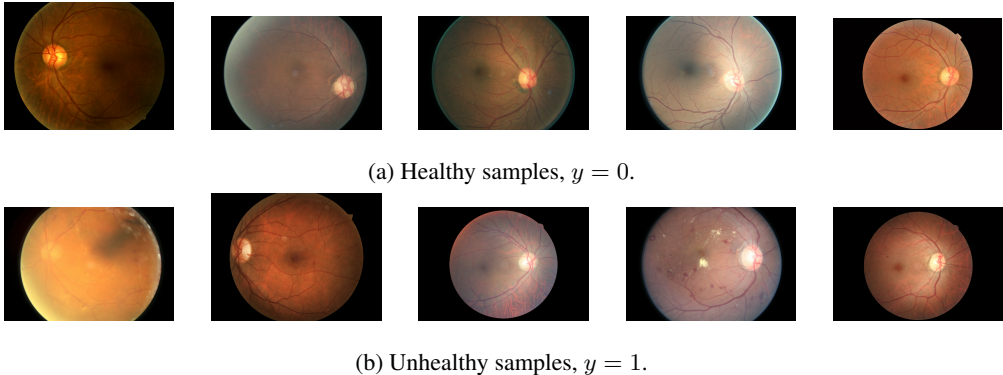 (a) Healthy samples, y = 0.
(b) Unhealthy samples, y = 1.